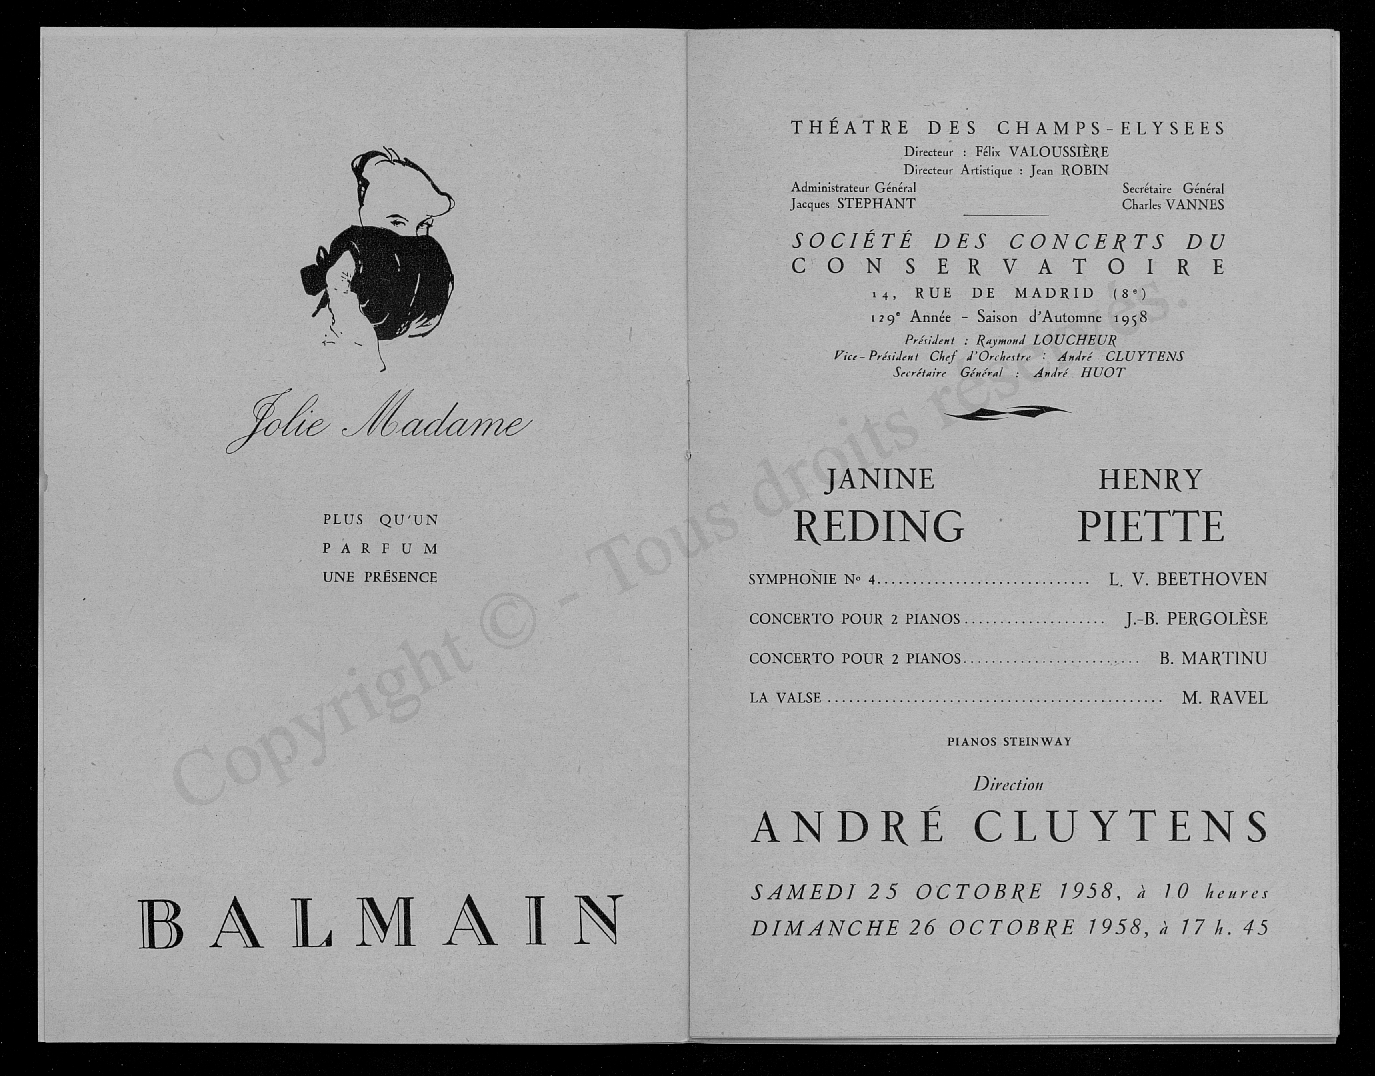 Jolie Madame
PLUS QU'UN
PARFUM
UNE PRÉSENCE
BALMAIN
THÉATRE DES CHAMPS-ELYSEES
Directeur : Félix VALOUSSIÈRE
Directeur Artistique : Jean ROBIN
Administrateur Général
Jacques STEPHANT
Secrétaire Général
Charles VANNES
SOCIÉTÉ DES CONCERTS DU
CONSERVATOIRE
14, RUE DE MADRID (8e)
129e Année - Saison d'Automne 1958
Président : Raymond LOUCHEUR
Vice-Président Chef d'Orchestre : André CLUYTENS
Secrétaire Général : André HUOT
JANINE
REDING
HENRY
PIETTE
SYMPHONIE No 4.............................. L. V. BEETHOVEN
CONCERTO POUR 2 PIANOS.................... J.-B. PERGOLÈSE
CONCERTO POUR 2 PIANOS......................... B. MARTINU
LA VALSE ............................................... M. RAVEL
PIANOS STEINWAY
Direction
ANDRÉ CLUYTENS
SAMEDI 25 OCTOBRE 1958, à 10 heures
DIMANCHE 26 OCTOBRE 1958, à 17 h. 45
Copyright © - Tous droits réservés.